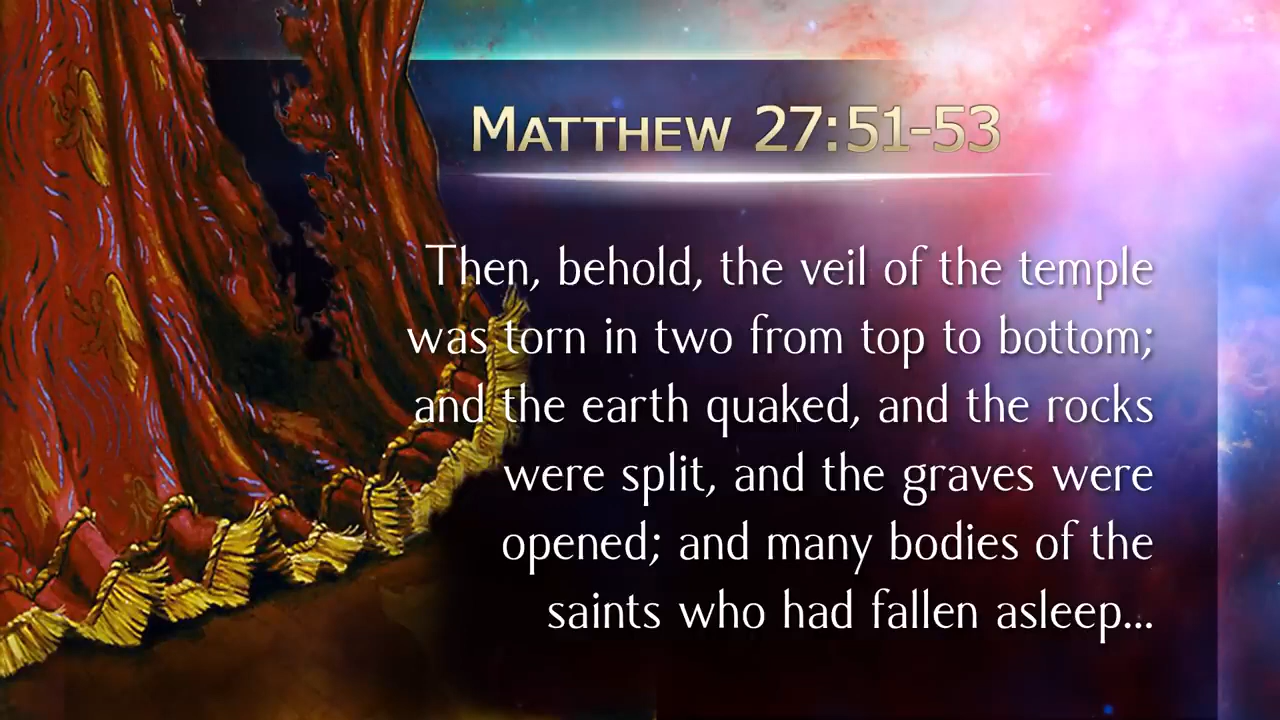 Matthew 27:51-53
Then, behold, the veil of the temple
was torn in two from top to bottom;
and the earth quaked, and the rocks
were split, and the graves were
opened; and many bodies of the
saints who had fallen asleep...